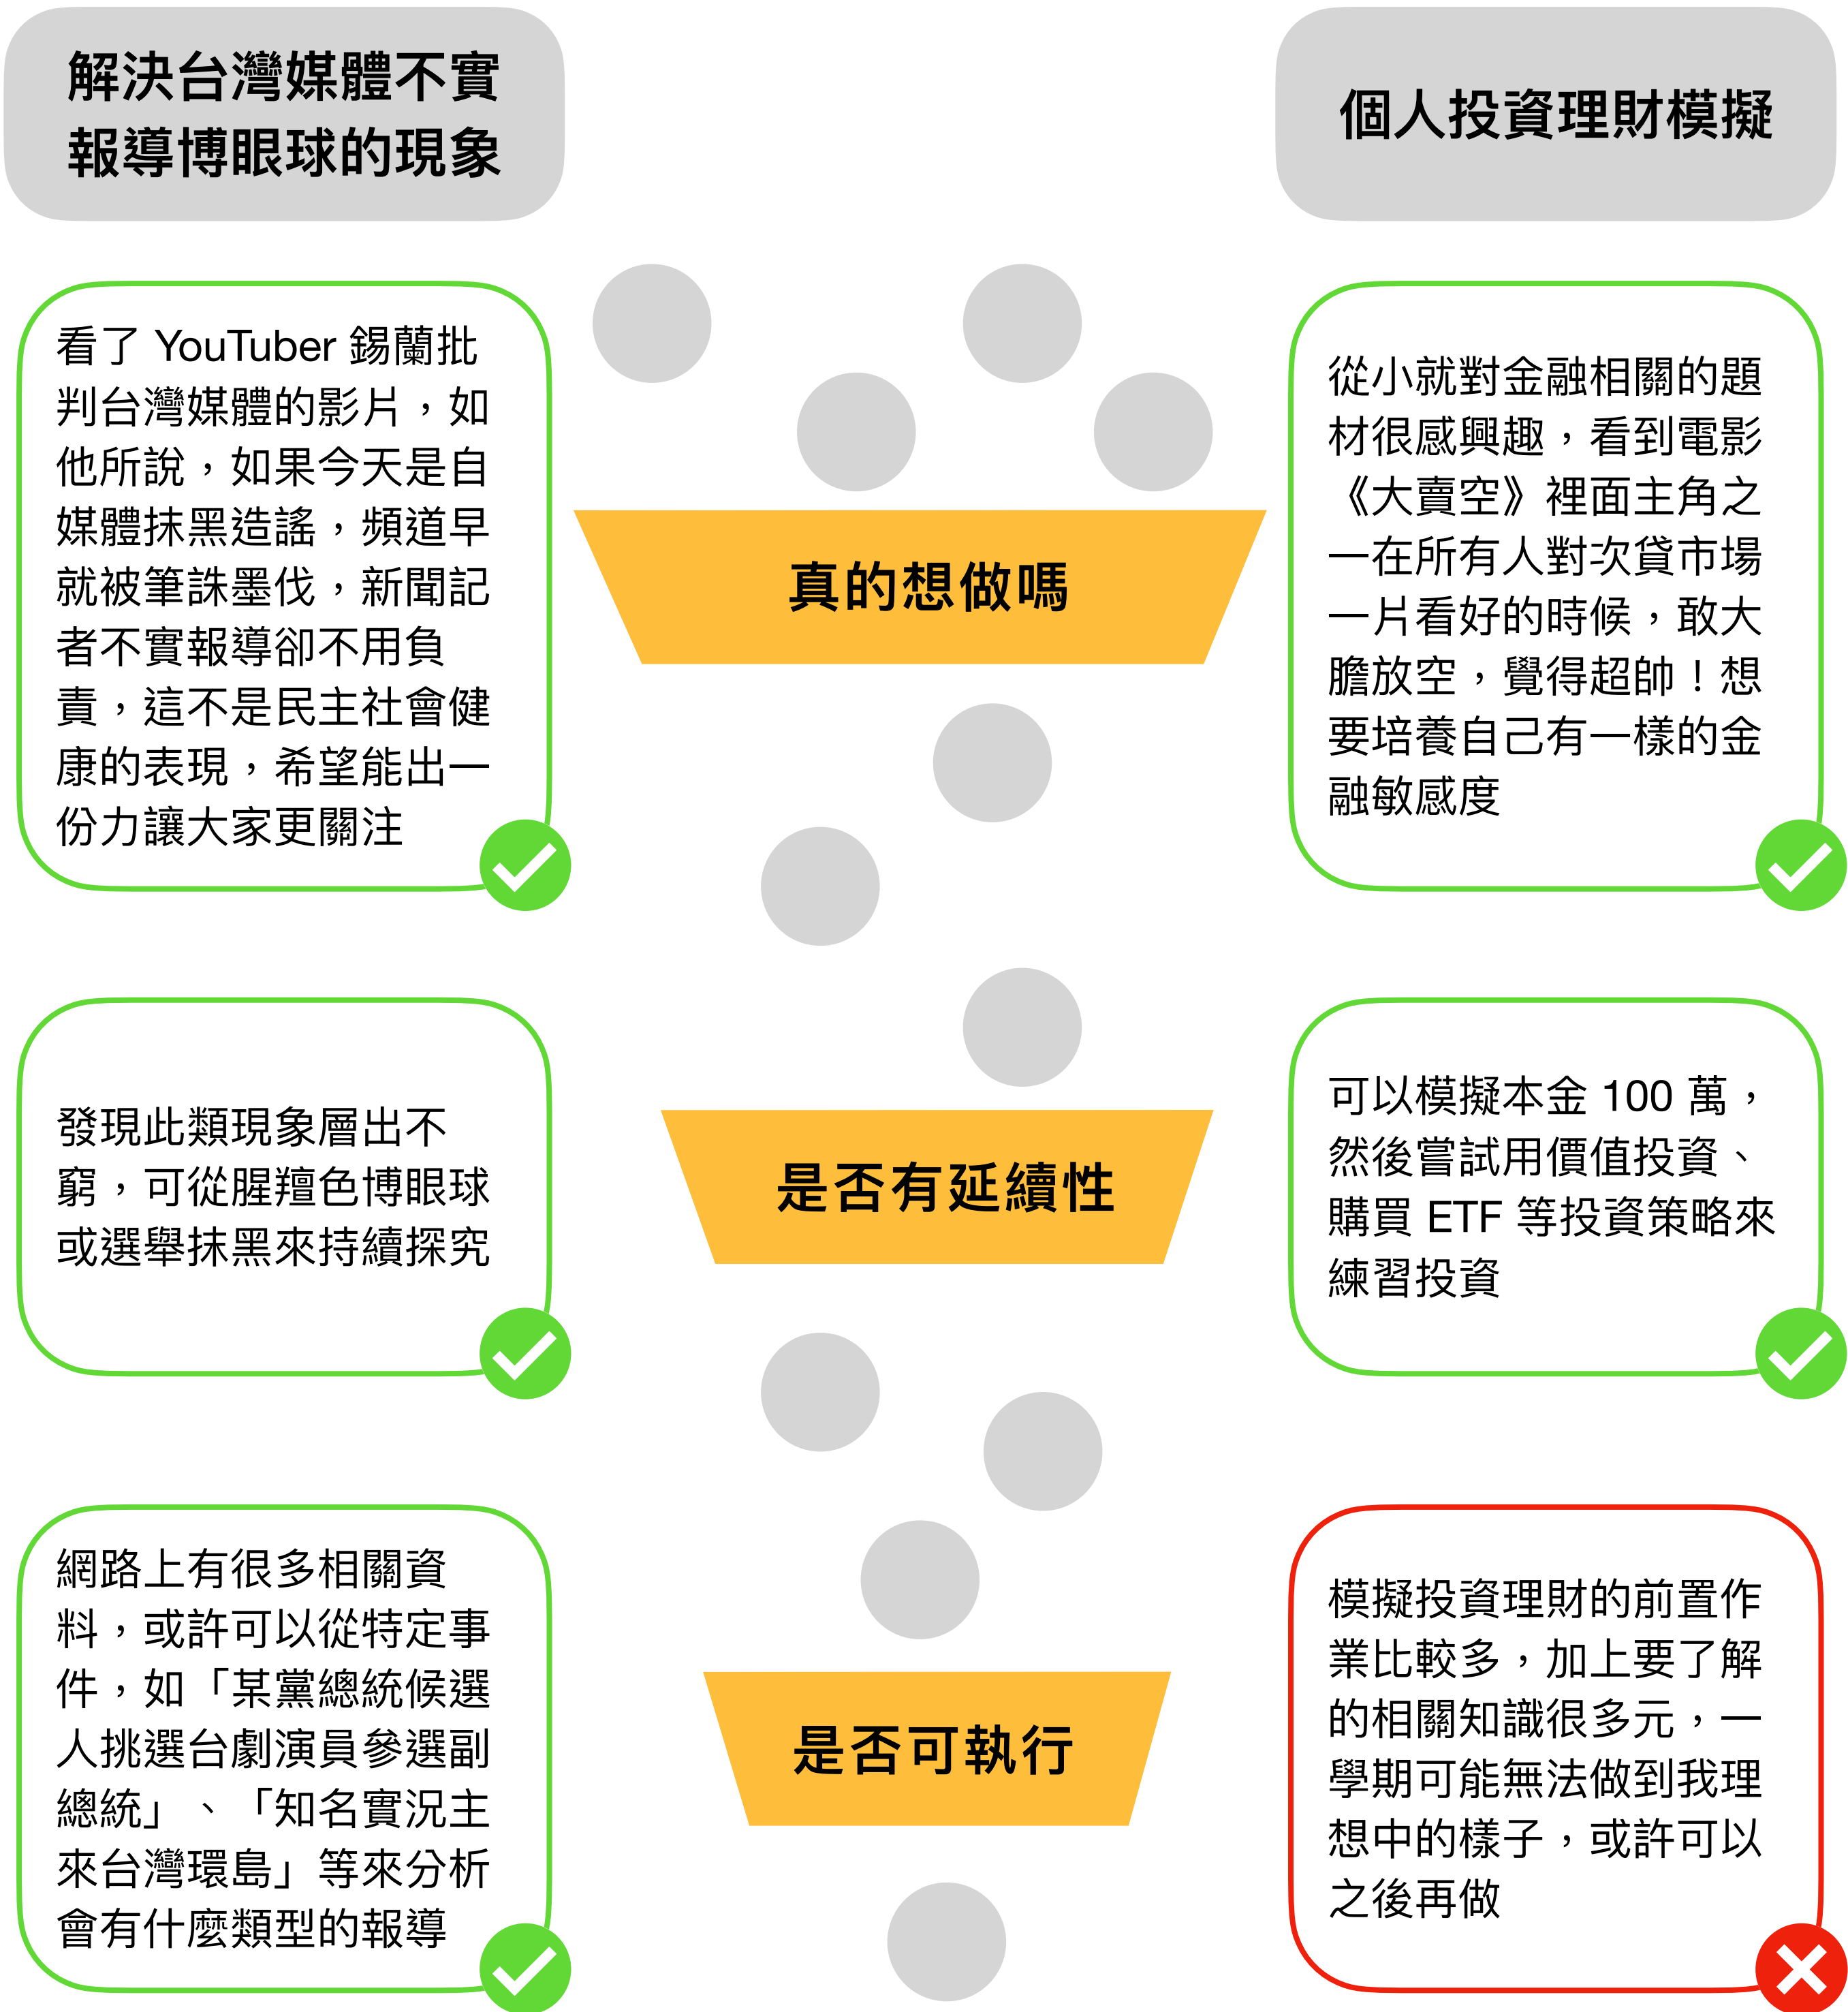 解決台灣媒體不實
報導博眼球的現象
個人投資理財模擬
看了 YouTuber 錫蘭批
判台灣媒體的影片，如
他所說，如果今天是自
媒體抹黑造謠，頻道早
就被筆誅墨伐，新聞記
者不實報導卻不用負
責，這不是民主社會健
康的表現，希望能出一
份力讓大家更關注
真的想做嗎
從小就對金融相關的題
材很感興趣，看到電影
《大賣空》裡面主角之
一在所有人對次貸市場
一片看好的時候，敢大
膽放空，覺得超帥！想
要培養自己有一樣的金
融敏感度
發現此類現象層出不
窮，可從腥羶色博眼球
或選舉抹黑來持續探究
是否有延續性
可以模擬本金 100 萬，
然後嘗試用價值投資、
購買 ETF 等投資策略來
練習投資
網路上有很多相關資
料，或許可以從特定事
件，如「某黨總統候選
人挑選台劇演員參選副
總統」、「知名實況主
來台灣環島」等來分析
會有什麼類型的報導
是否可執行
模擬投資理財的前置作
業比較多，加上要了解
的相關知識很多元，一
學期可能無法做到我理
想中的樣子，或許可以
之後再做